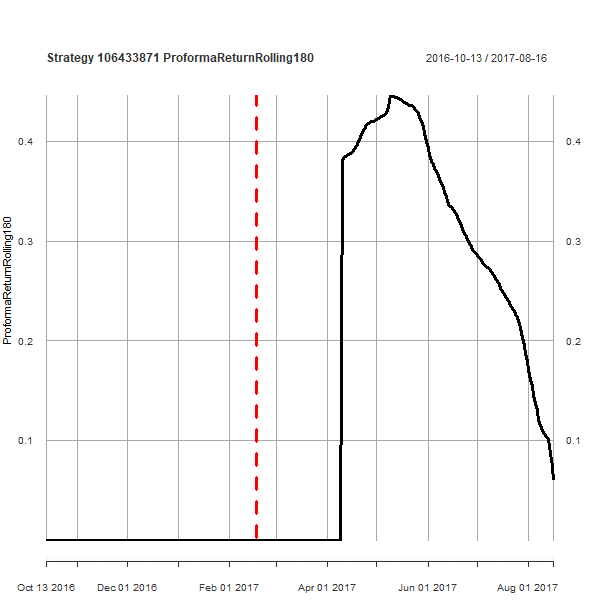 Strategy 106433871 ProformaReturnRolling180
2016-10-13 / 2017-08-16
ProformaReturnRolling180
0.4
0.3
0.2
0.1
0.4
0.3
0.2
0.1
Oct 13 2016
Dec 01 2016
Feb 01 2017
Apr 01 2017
Jun 01 2017
Aug 01 2017